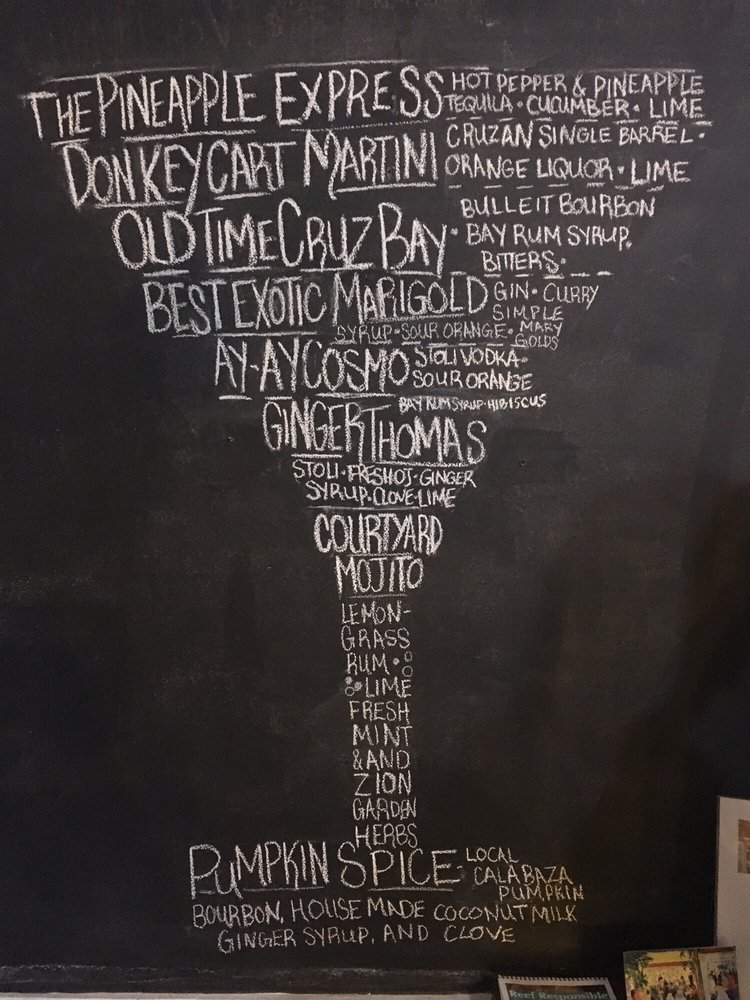 THE PINEAPPLE EXPRESS HOT PEPPER & PINEAPPLE
TEQUILA · CUCUMBER · LIME
DONKEY CART MARTINI CRUZAN SINGLE BARREL ·
ORANGE LIQUOR · LIME
OLD TIME CRUZ BAY · BULLEIT BOURBON
BAY RUM SYRUP,
BITTERS ·
BEST EXOTIC MARIGOLD GIN · CURRY
SIMPLE
SYRUP · SOUR ORANGE · MARY
GOLDS
AY-AY COSMO STOLI VODKA ·
SOUR ORANGE
BAY RUM SYRUP · HIBISCUS
GINGER THOMAS
STOLI · FRESH OJ · GINGER
SYRUP · CLOVE · LIME
COURTYARD
MOJITO
LEMON-
GRASS
RUM ·
LIME
FRESH
MINT
&AND
ZION
GARDEN
HERBS
PUMPKIN SPICE · LOCAL
CALABAZA
PUMPKIN
BOURBON, HOUSE MADE COCONUT MILK
GINGER SYRUP, AND CLOVE
Reef Responsible